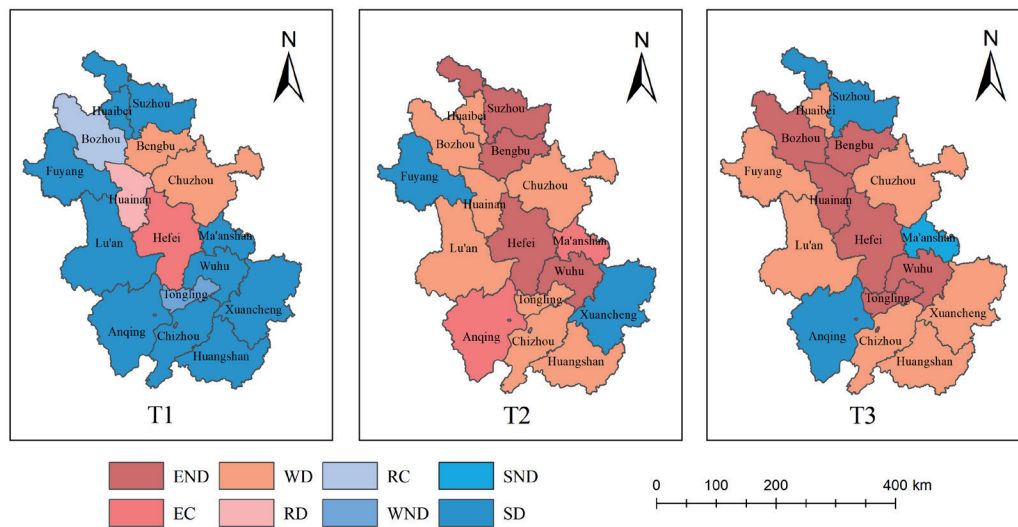 N
Suzhou
Huaibei
Bozhou
Bengbu
Fuyang
Chuzhou
Huainan
Hefei
Lu'an
Ma'anshan
Wuhu
Tongling
Xuancheng
Anqing
Chizhou
Huangshan
T1
N
Suzhou
Huaibei
Bozhou
Bengbu
Fuyang
Chuzhou
Huainan
Hefei
Lu'an
Ma'anshan
Wuhu
Tongling
Xuancheng
Anqing
Chizhou
Huangshan
T2
N
Suzhou
Huaibei
Bozhou
Bengbu
Fuyang
Chuzhou
Huainan
Hefei
Lu'an
Ma'anshan
Wuhu
Tongling
Xuancheng
Anqing
Chizhou
Huangshan
T3
END WD RC SND
EC RD WND SD
0 100 200 400 km